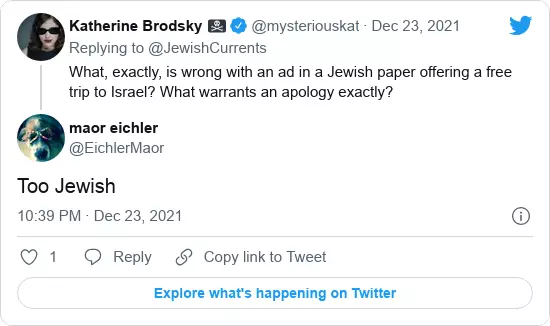 Katherine Brodsky 🏴‍☠️ @mysteriouskat · Dec 23, 2021
Replying to @JewishCurrents
What, exactly, is wrong with an ad in a Jewish paper offering a free
trip to Israel? What warrants an apology exactly?
maor eichler
@EichlerMaor
Too Jewish
10:39 PM · Dec 23, 2021
1 Reply Copy link to Tweet
Explore what's happening on Twitter